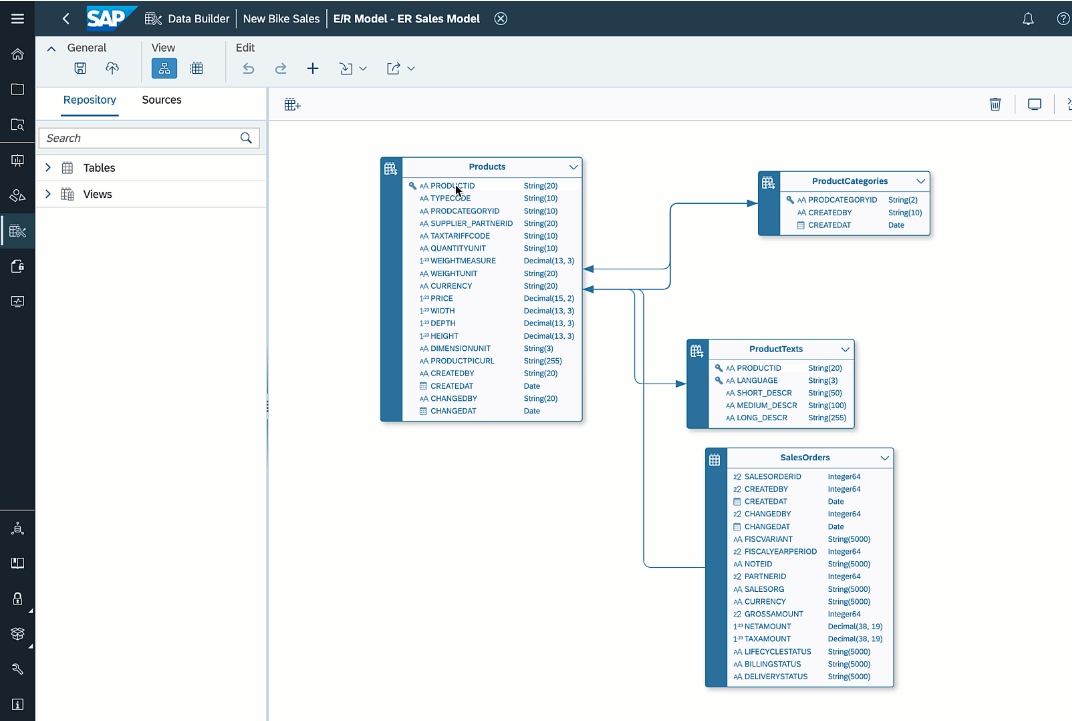 SAP Data Builder New Bike Sales E/R Model - ER Sales Model
General View Edit
Repository Sources
Search
Tables
Views
Products
PRODUCTID String(20)
TYPECODE String(10)
PRODCATEGORYID String(10)
SUPPLIER_PARTNERID String(20)
TAXTARIFFCODE String(10)
QUANTITYUNIT String(10)
WEIGHTMEASURE Decimal(13, 3)
WEIGHTUNIT String(20)
CURRENCY String(20)
PRICE Decimal(15, 2)
WIDTH Decimal(13, 3)
DEPTH Decimal(13, 3)
HEIGHT Decimal(13, 3)
DIMENSIONUNIT String(3)
PRODUCTPICURL String(255)
CREATEDBY String(20)
CREATEDAT Date
CHANGEDBY String(20)
CHANGEDAT Date
ProductCategories
PRODCATEGORYID String(2)
CREATEDBY String(10)
CREATEDAT Date
ProductTexts
PRODUCTID String(20)
LANGUAGE String(3)
SHORT_DESCR String(50)
MEDIUM_DESCR String(100)
LONG_DESCR String(255)
SalesOrders
SALESORDERID Integer64
CREATEDBY Integer64
CREATEDAT Date
CHANGEDBY Integer64
CHANGEDAT Date
FISCVARIANT String(5000)
FISCALYEARPERIOD Integer64
NOTEID String(5000)
PARTNERID Integer64
SALESORG String(5000)
CURRENCY String(5000)
GROSSAMOUNT Integer64
NETAMOUNT Decimal(38, 19)
TAXAMOUNT Decimal(38, 19)
LIFECYCLESTATUS String(5000)
BILLINGSTATUS String(5000)
DELIVERYSTATUS String(5000)